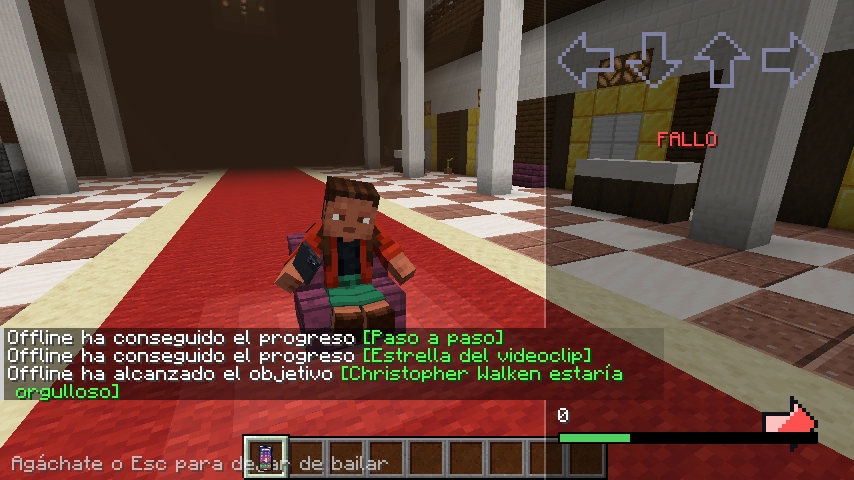 FALLO
Offline ha conseguido el progreso [Paso a paso]
Offline ha conseguido el progreso [Estrella del videoclip]
Offline ha alcanzado el objetivo [Christopher Walken estaría
orgulloso]
0
Agáchate o Esc para dejar de bailar